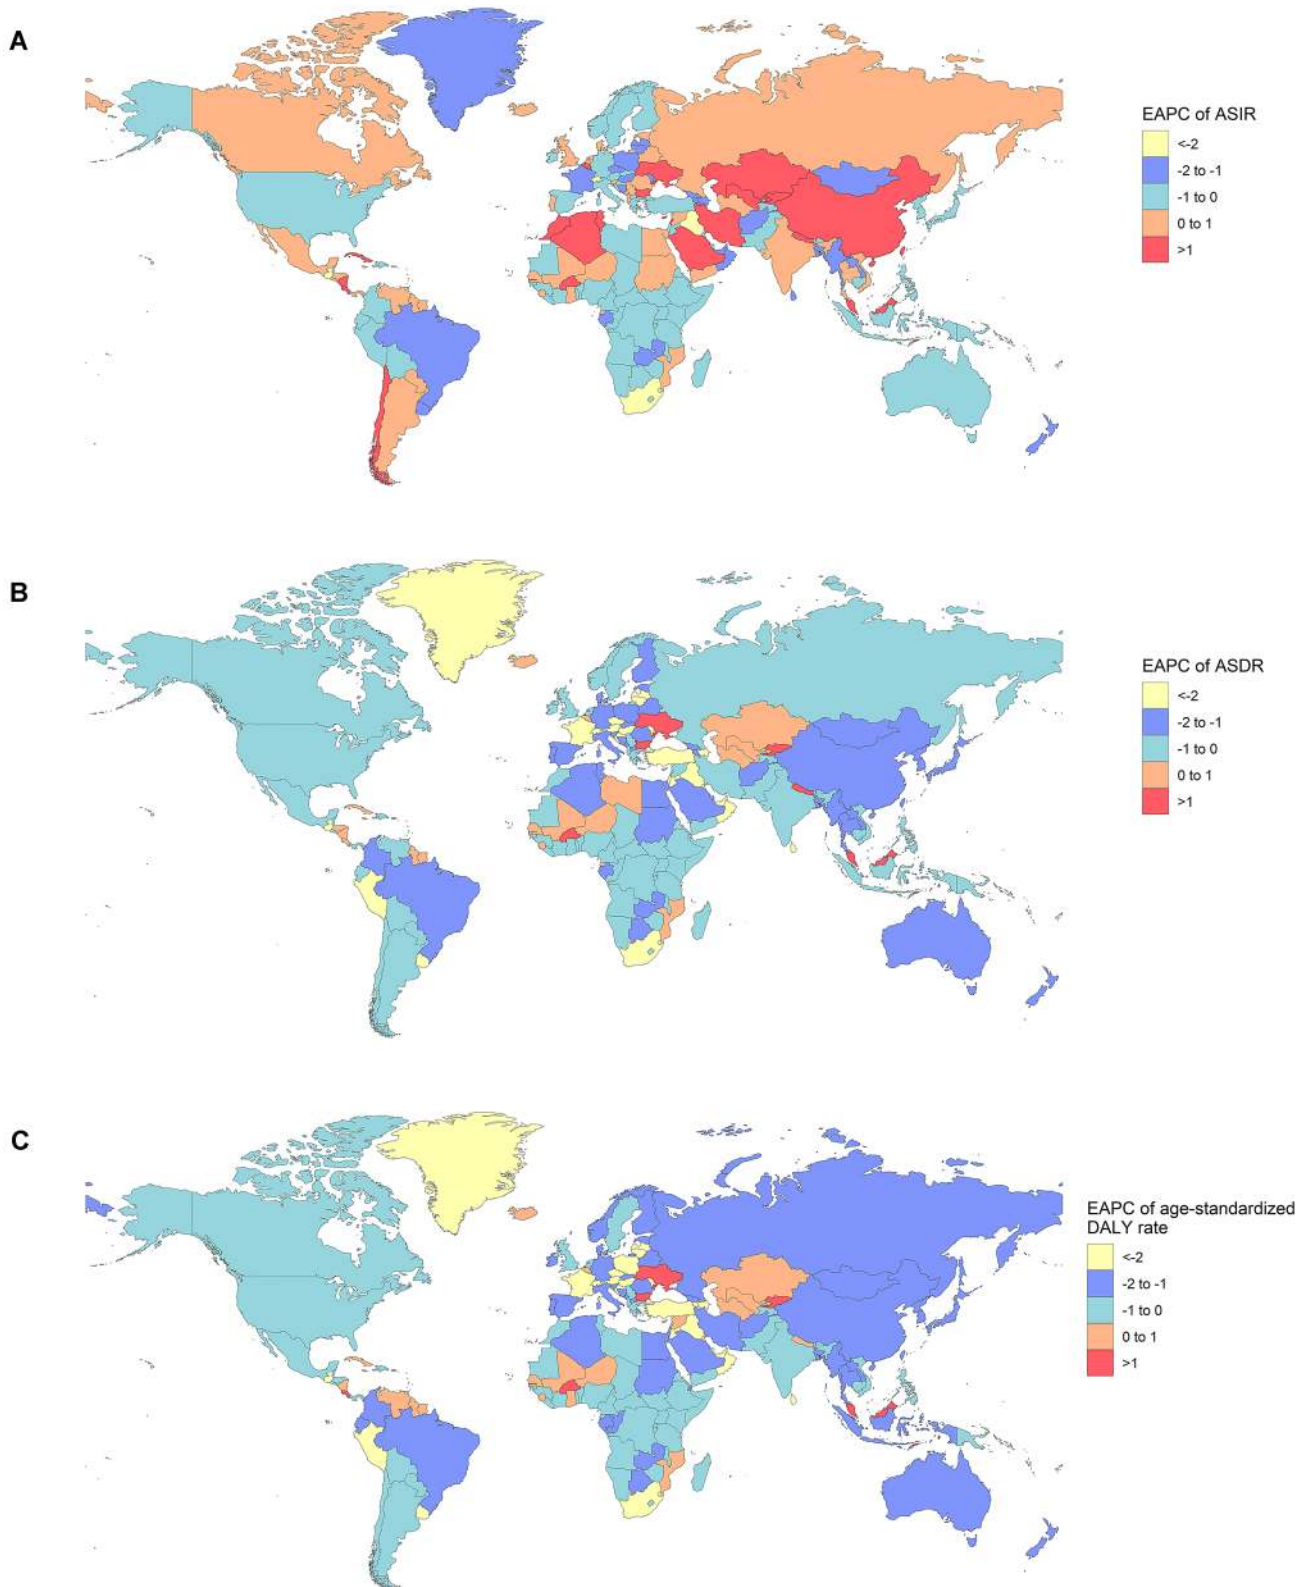 A
EAPC of ASIR
<-2
-2 to -1
-1 to 0
0 to 1
>1
B
EAPC of ASDR
<-2
-2 to -1
-1 to 0
0 to 1
>1
C
EAPC of age-standardized
DALY rate
<-2
-2 to -1
-1 to 0
0 to 1
>1